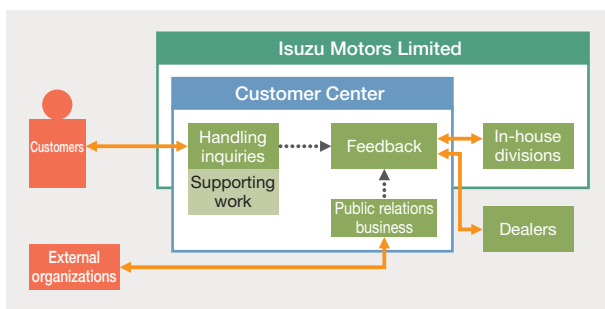 Isuzu Motors Limited
Customer Center
Customers
Handling
inquiries
Supporting
work
Feedback
In-house
divisions
Public relations
business
Dealers
External
organizations